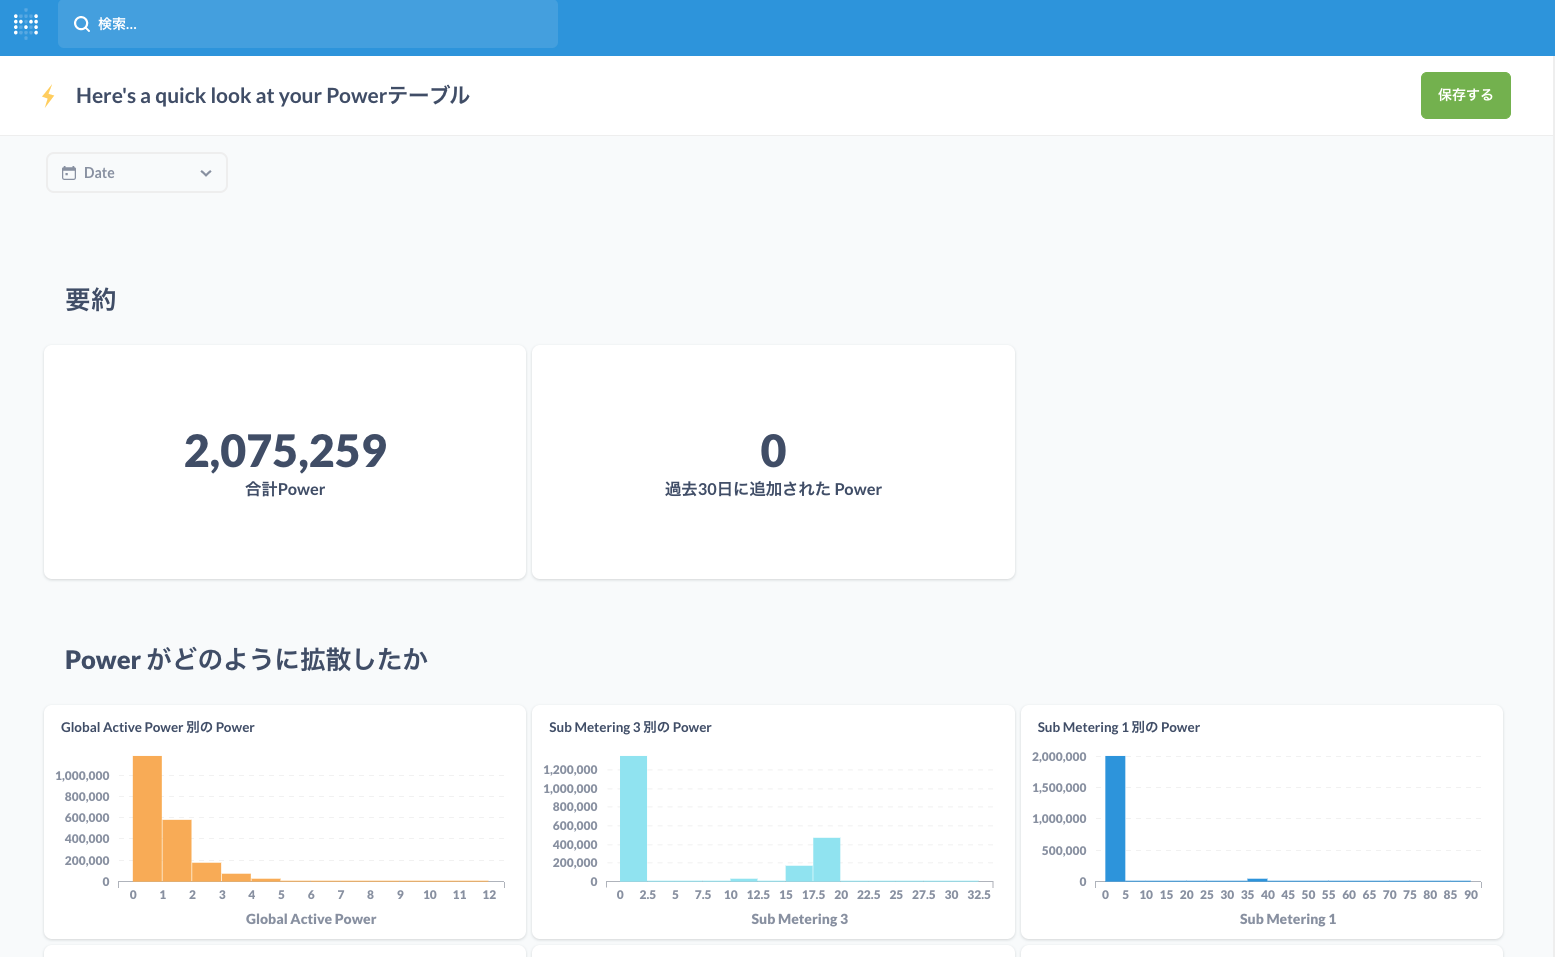 検索...
Here's a quick look at your Powerテーブル
保存する
Date
要約
2,075,259
合計Power
0
過去30日に追加された Power
Power がどのように拡散したか
Global Active Power 別の Power
1,000,000
800,000
600,000
400,000
200,000
0
0 1 2 3 4 5 6 7 8 9 10 11 12
Global Active Power
Sub Metering 3 別の Power
1,200,000
1,000,000
800,000
600,000
400,000
200,000
0
0 2.5 5 7.5 10 12.5 15 17.5 20 22.5 25 27.5 30 32.5
Sub Metering 3
Sub Metering 1 別の Power
2,000,000
1,500,000
1,000,000
500,000
0
0 5 10 15 20 25 30 35 40 45 50 55 60 65 70 75 80 85 90
Sub Metering 1